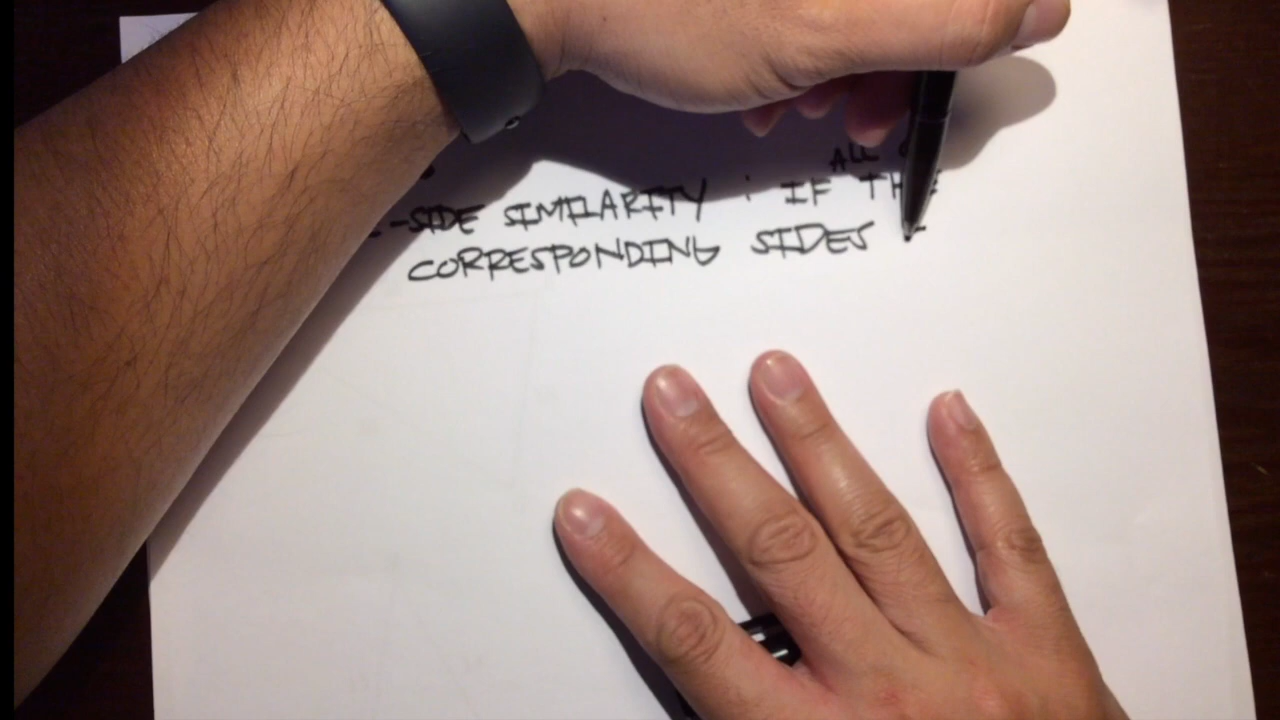 ALL
-SIDE SIMILARITY : IF THE
CORRESPONDING SIDES